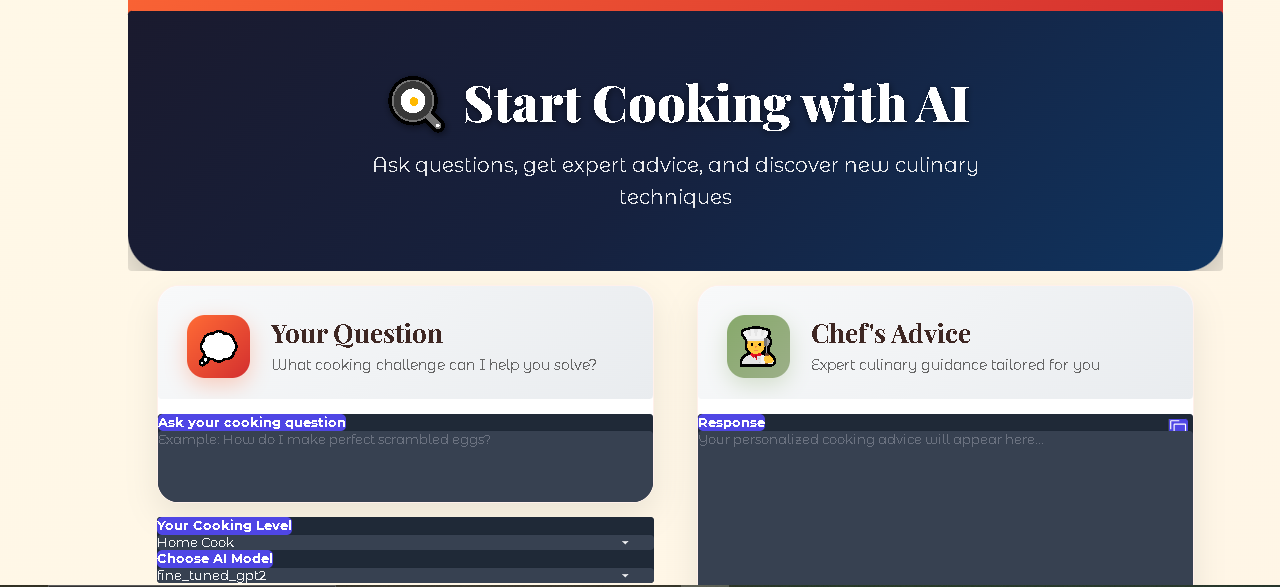 Start Cooking with AI
Ask questions, get expert advice, and discover new culinary
techniques
Your Question
What cooking challenge can I help you solve?
Ask your cooking question
Example: How do I make perfect scrambled eggs?
Your Cooking Level
Home Cook
Choose AI Model
fine_tuned_gpt2
Chef's Advice
Expert culinary guidance tailored for you
Response
Your personalized cooking advice will appear here...